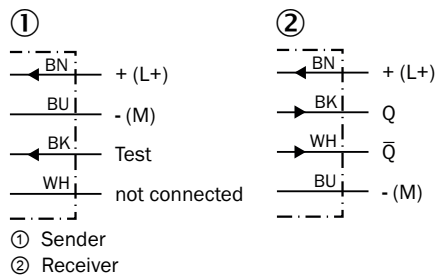 ①
BN + (L+)
BU - (M)
BK Test
WH not connected
②
BN + (L+)
BK Q
WH Q̅
BU - (M)
① Sender
② Receiver